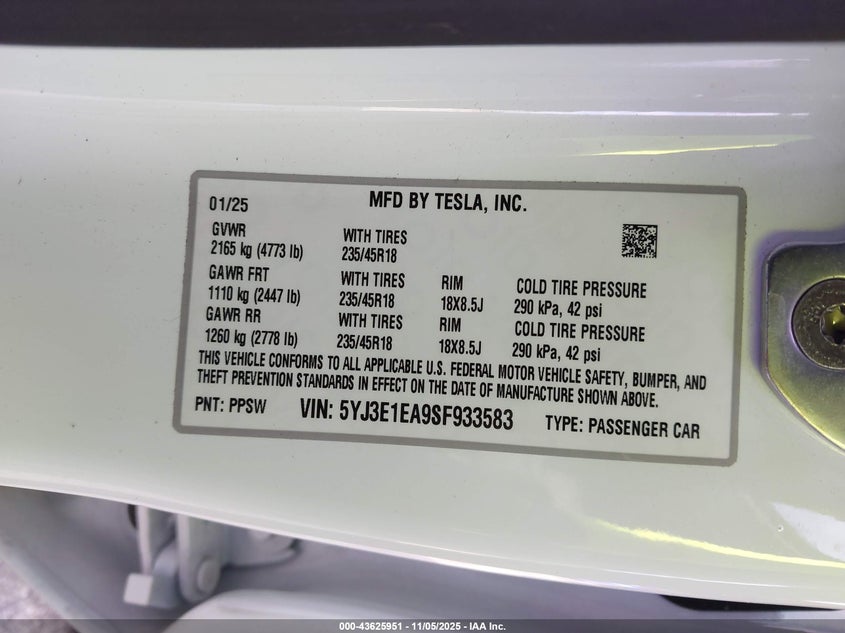 01/25 MFD BY TESLA, INC.
GVWR WITH TIRES
2165 kg (4773 lb) 235/45R18
GAWR FRT WITH TIRES RIM COLD TIRE PRESSURE
1110 kg (2447 lb) 235/45R18 18X8.5J 290 kPa, 42 psi
GAWR RR WITH TIRES RIM COLD TIRE PRESSURE
1260 kg (2778 lb) 235/45R18 18X8.5J 290 kPa, 42 psi
THIS VEHICLE CONFORMS TO ALL APPLICABLE U.S. FEDERAL MOTOR VEHICLE SAFETY, BUMPER, AND
THEFT PREVENTION STANDARDS IN EFFECT ON THE DATE OF MANUFACTURE SHOWN ABOVE.
PNT: PPSW VIN: 5YJ3E1EA9SF933583 TYPE: PASSENGER CAR
000-43625951 - 11/05/2025 - IAA Inc.